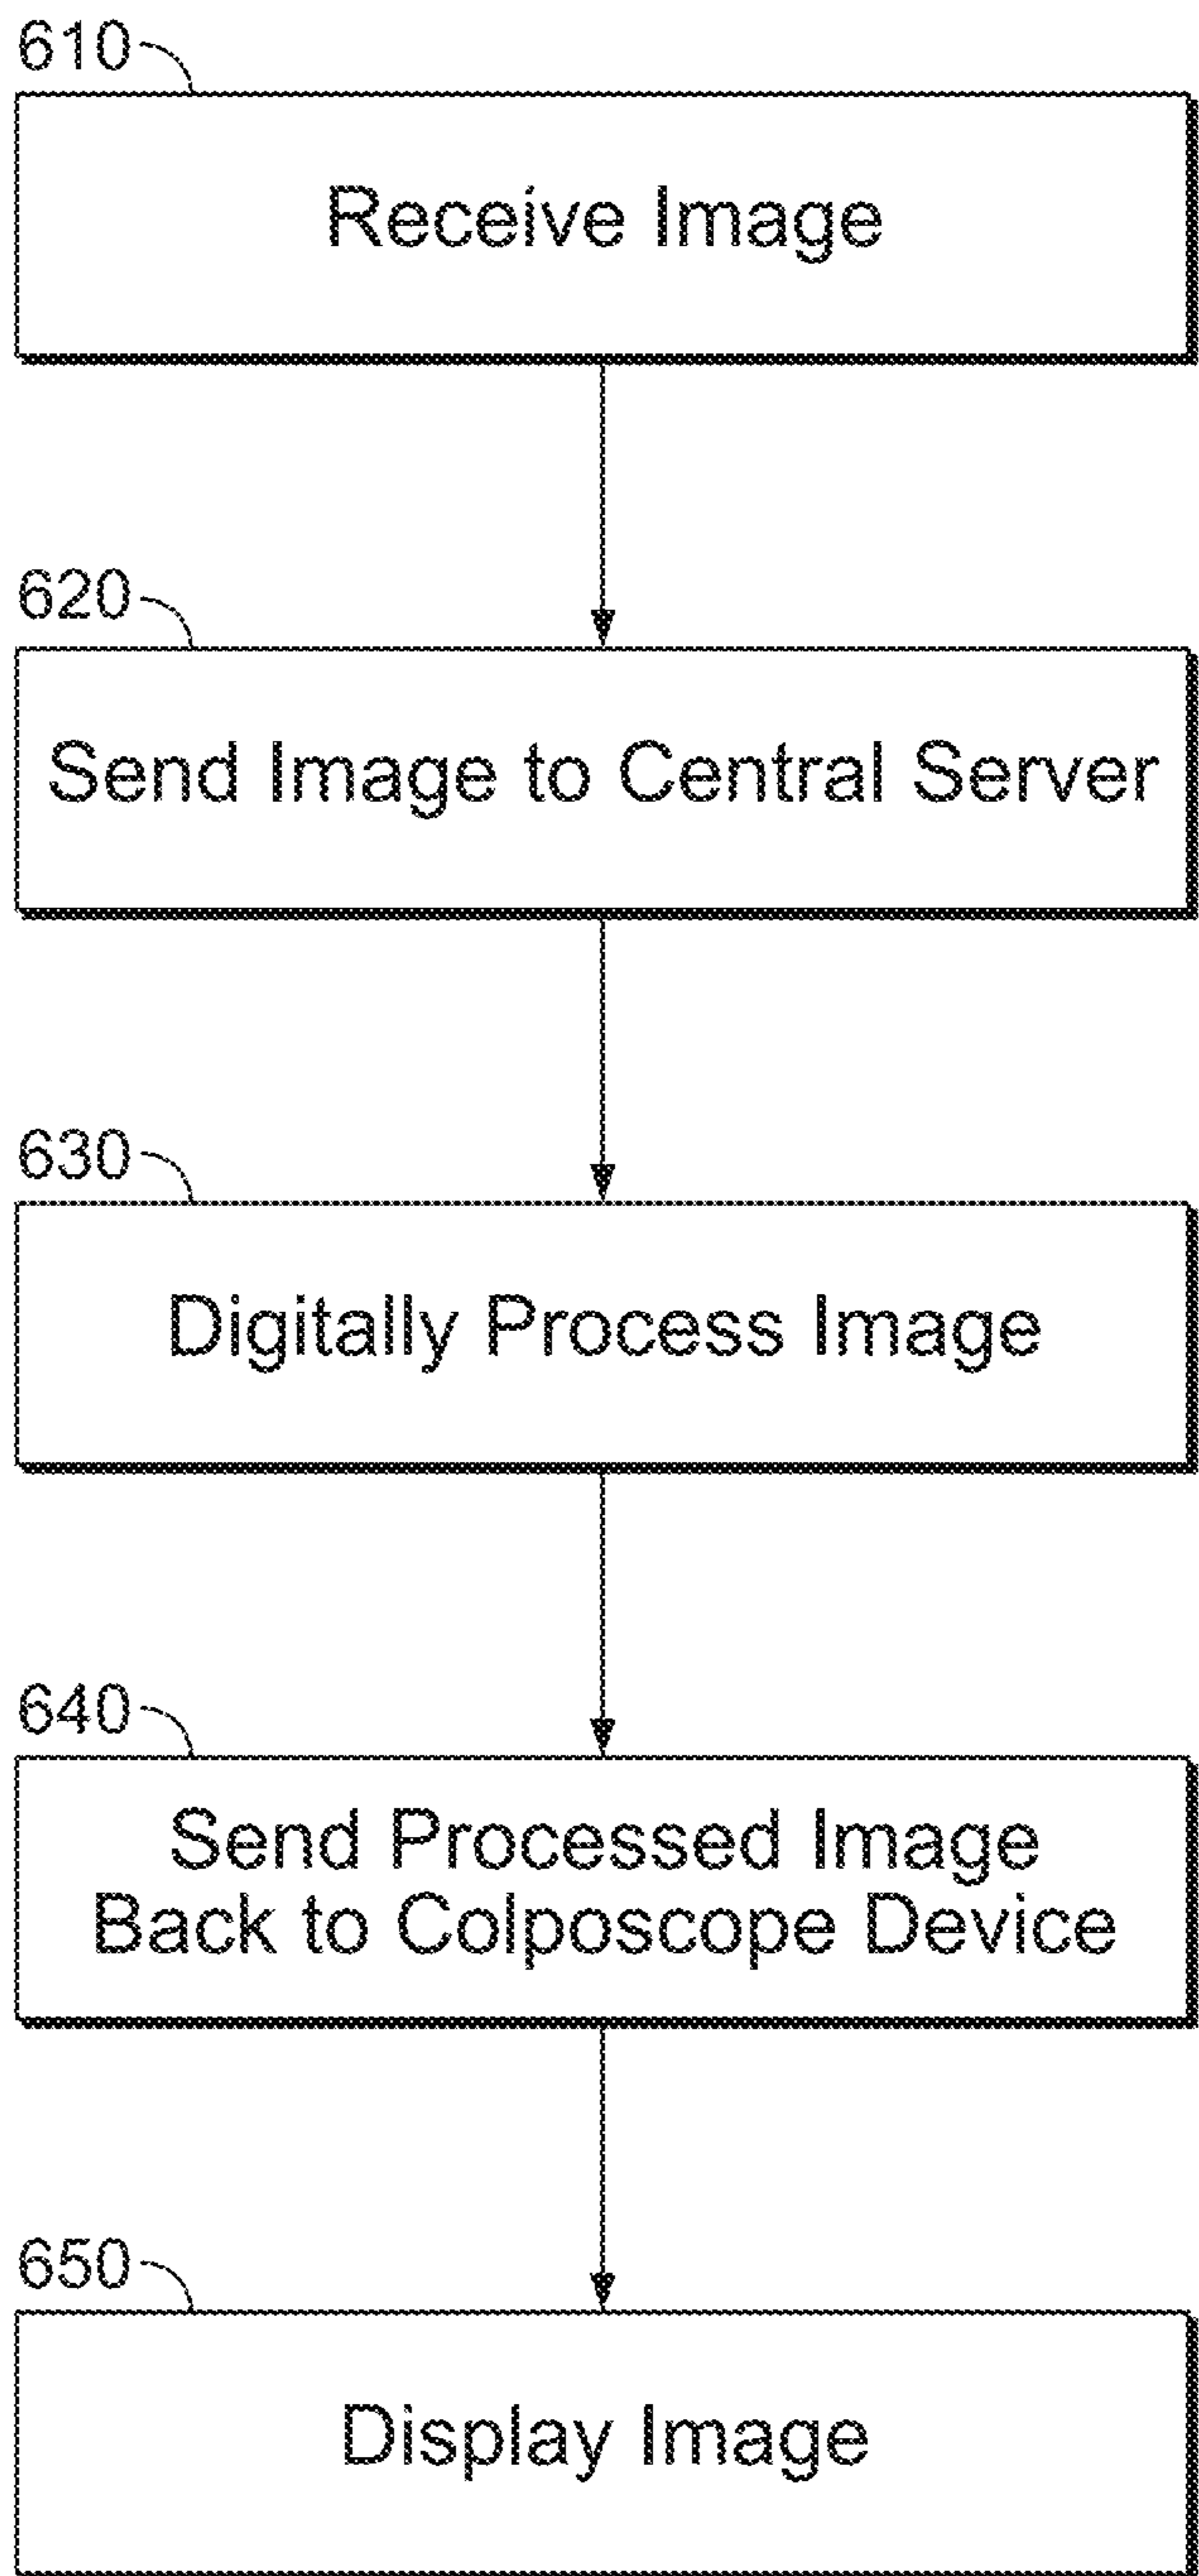 610
Receive Image
620
Send Image to Central Server
630
Digitally Process Image
640
Send Processed Image
Back to Colposcope Device
650
Display Image